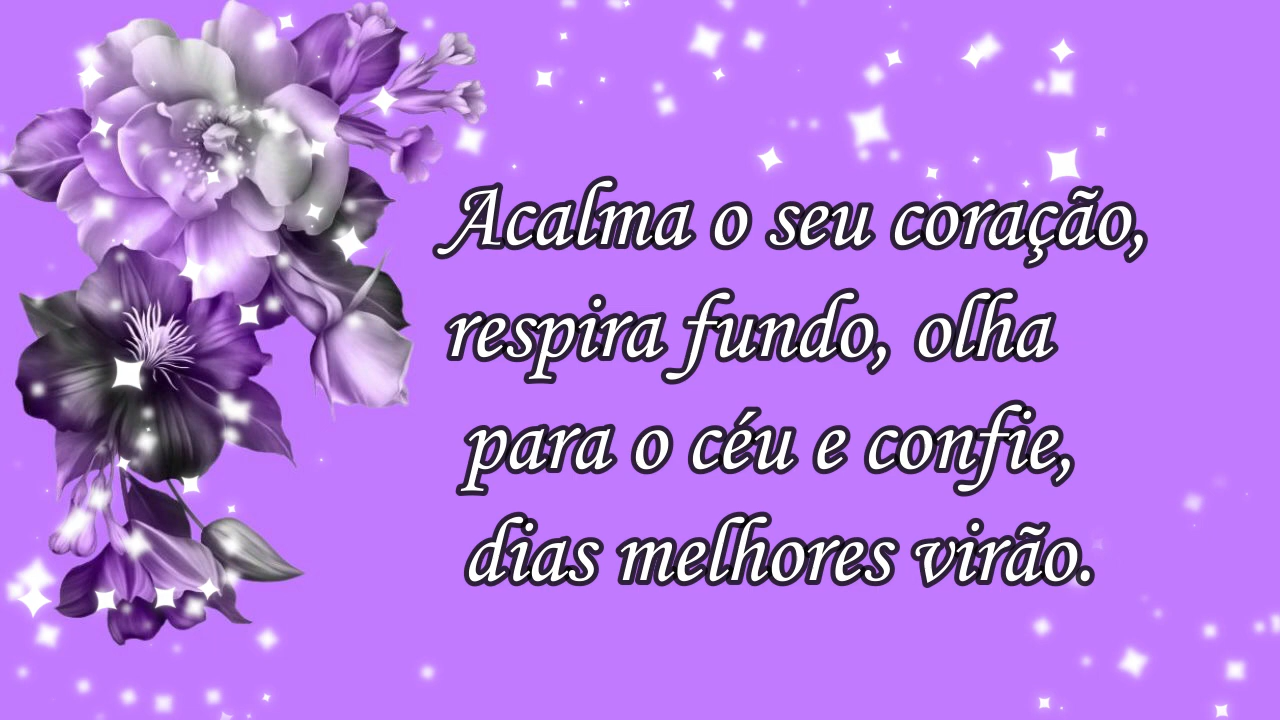 Acalma o seu coração,
respira fundo, olha
para o céu e confie,
dias melhores virão.